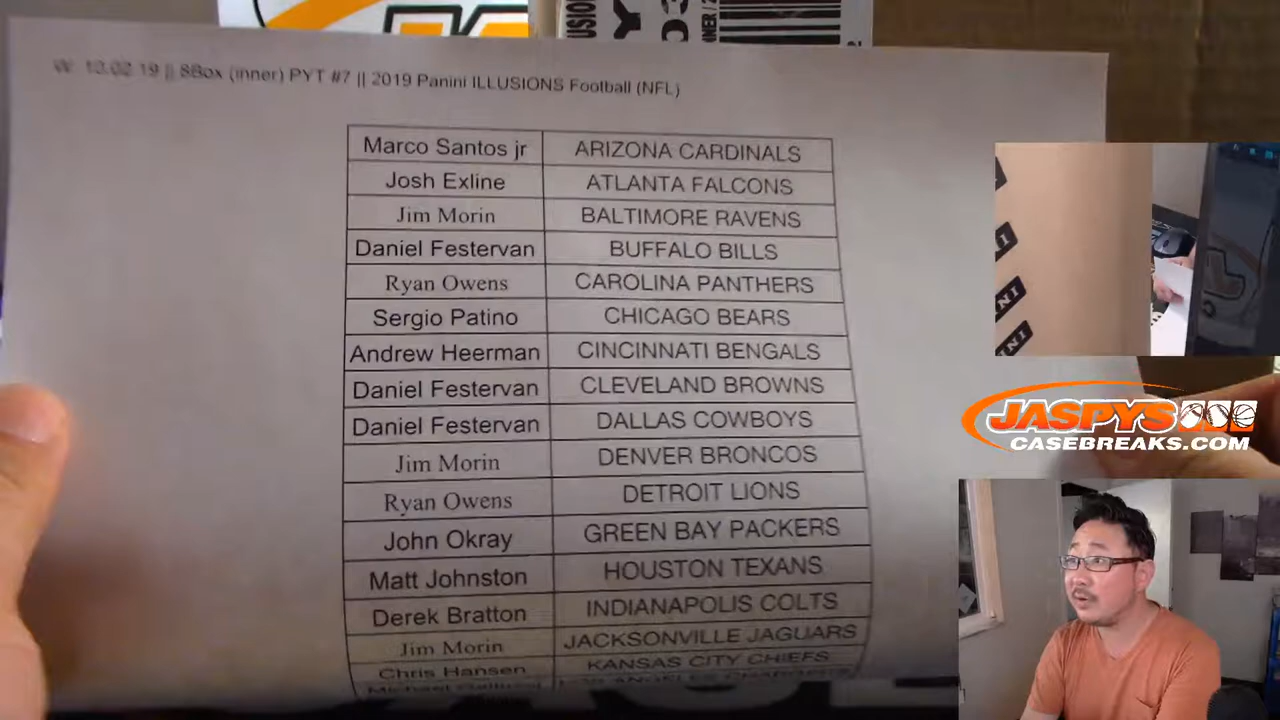 W. 10.02.19 || 8Box (inner) PYT #7 || 2019 Panini ILLUSIONS Football (NFL)
Marco Santos jr ARIZONA CARDINALS
Josh Exline ATLANTA FALCONS
Jim Morin BALTIMORE RAVENS
Daniel Festervan BUFFALO BILLS
Ryan Owens CAROLINA PANTHERS
Sergio Patino CHICAGO BEARS
Andrew Heerman CINCINNATI BENGALS
Daniel Festervan CLEVELAND BROWNS
Daniel Festervan DALLAS COWBOYS
Jim Morin DENVER BRONCOS
Ryan Owens DETROIT LIONS
John Okray GREEN BAY PACKERS
Matt Johnston HOUSTON TEXANS
Derek Bratton INDIANAPOLIS COLTS
Jim Morin JACKSONVILLE JAGUARS
Chris Hansen KANSAS CITY CHIEFS
JASPYS
CASEBREAKS.COM